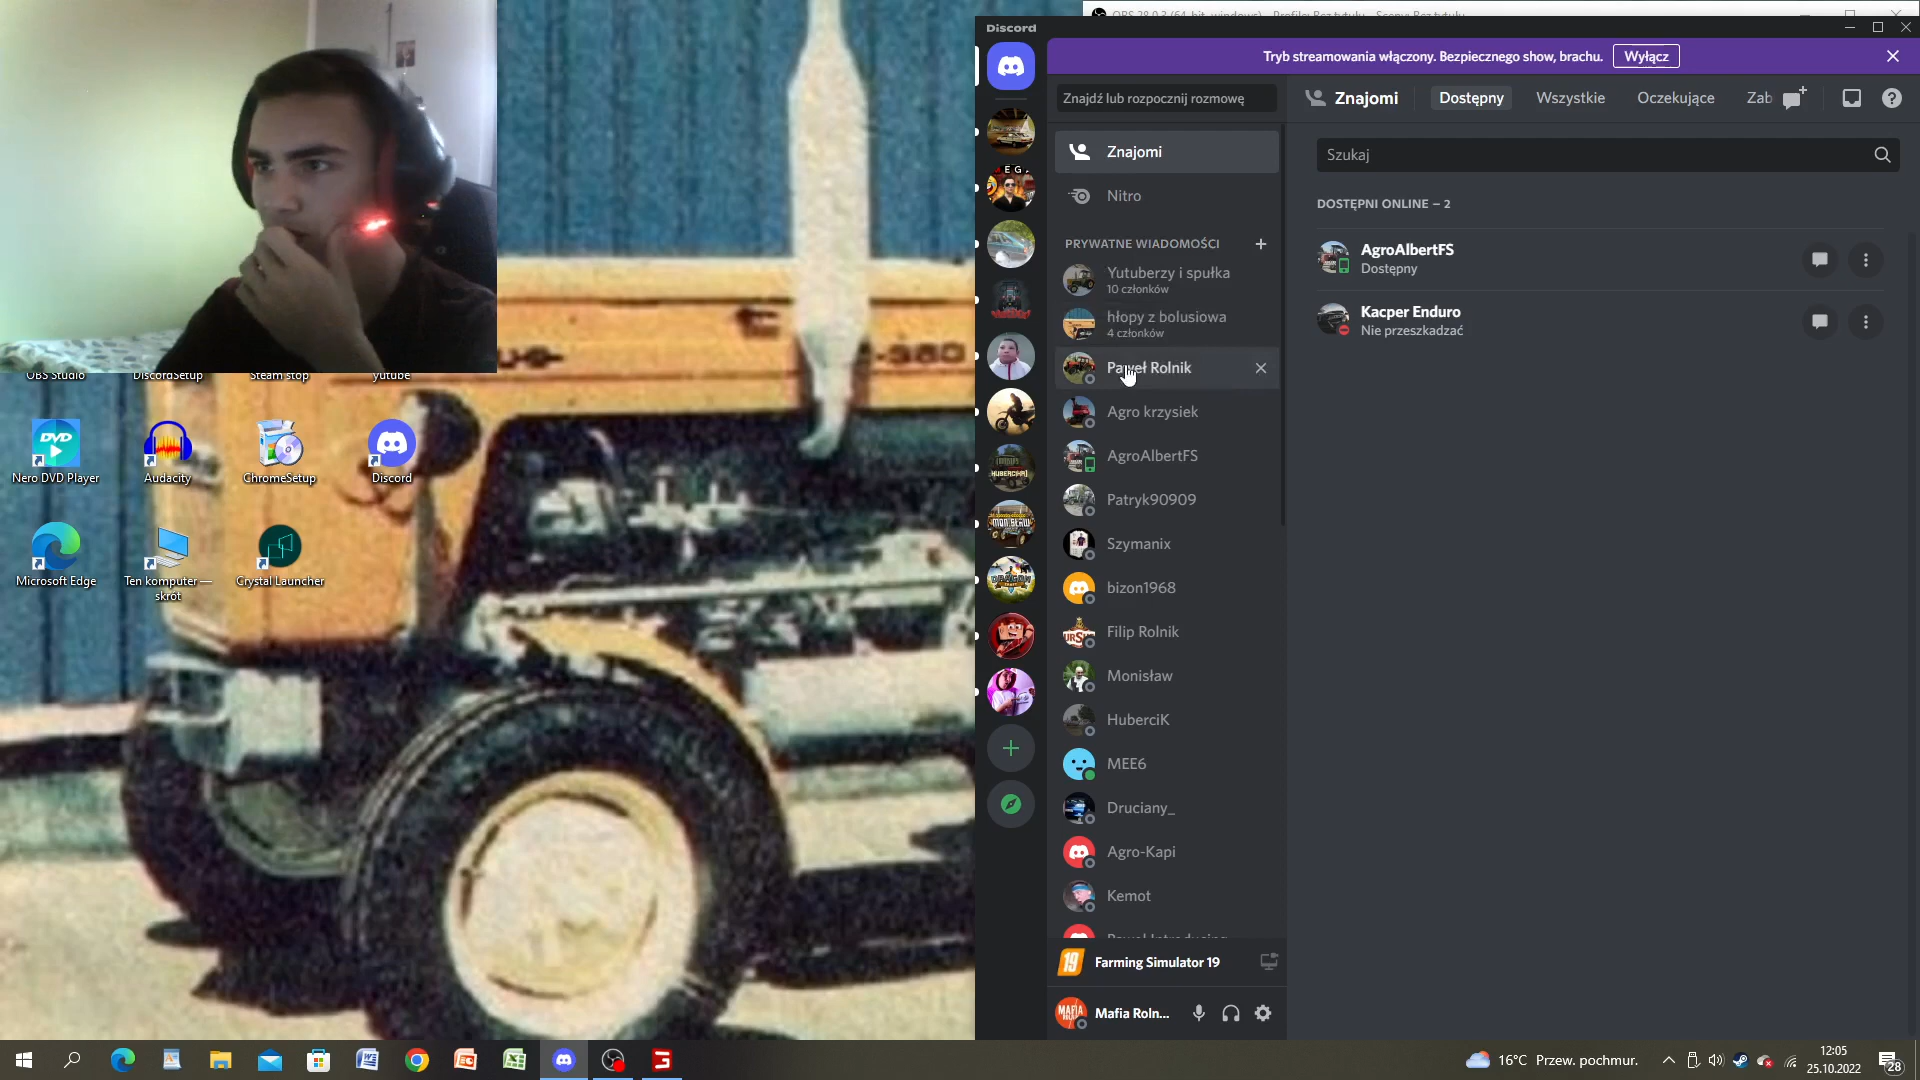 Discord
Tryb streamowania włączony. Bezpiecznego show, brachu.
Wyłącz
Znajdź lub rozpocznij rozmowę
Znajomi
Dostępny
Wszystkie
Oczekujące
Zab
Znajomi
Nitro
PRYWATNE WIADOMOŚCI
Yutuberzy i spułka
10 członków
hłopy z bolusiowa
4 członków
Paweł Rolnik
Agro krzysiek
AgroAlbertFS
Patryk90909
Szymanix
bizon1968
Filip Rolnik
Monisław
HuberciK
MEE6
Druciany_
Agro-Kapi
Kemot
Farming Simulator 19
Mafia Roln...
Szukaj
DOSTĘPNI ONLINE – 2
AgroAlbertFS
Dostępny
Kacper Enduro
Nie przeszkadzać
OBS Studio
DiscordSetup
Steam stop
yutube
Nero DVD Player
Audacity
ChromeSetup
Discord
Microsoft Edge
Ten komputer —
skrót
Crystal Launcher
16°C Przew. pochmur.
12:05
25.10.2022
28